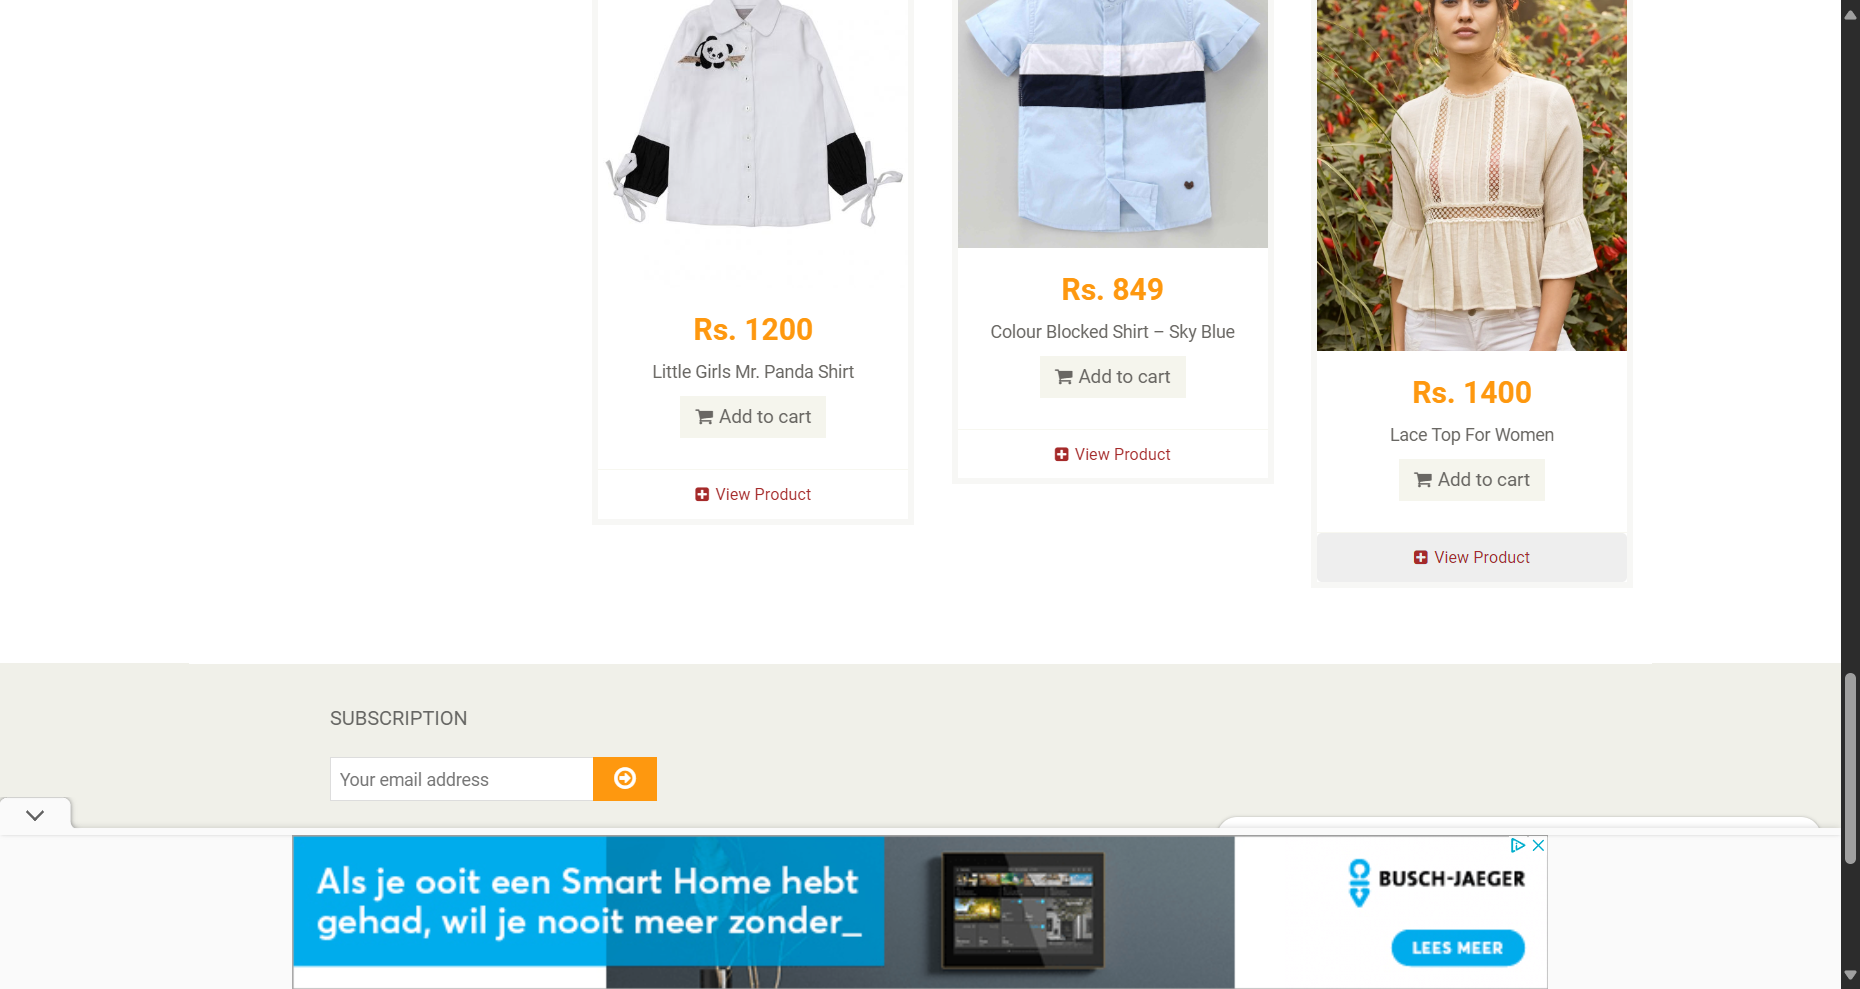 Rs. 1200
Little Girls Mr. Panda Shirt
Add to cart
View Product
Rs. 849
Colour Blocked Shirt – Sky Blue
Add to cart
View Product
Rs. 1400
Lace Top For Women
Add to cart
View Product
SUBSCRIPTION
Your email address
Als je ooit een Smart Home hebt
gehad, wil je nooit meer zonder_
BUSCH-JAEGER
LEES MEER